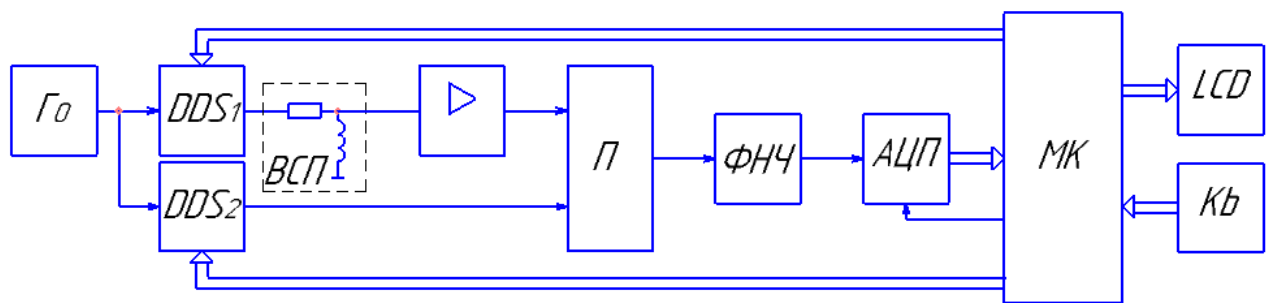 Го
DDS1
DDS2
ВСП
П
ФНЧ
АЦП
МК
LCD
Kb